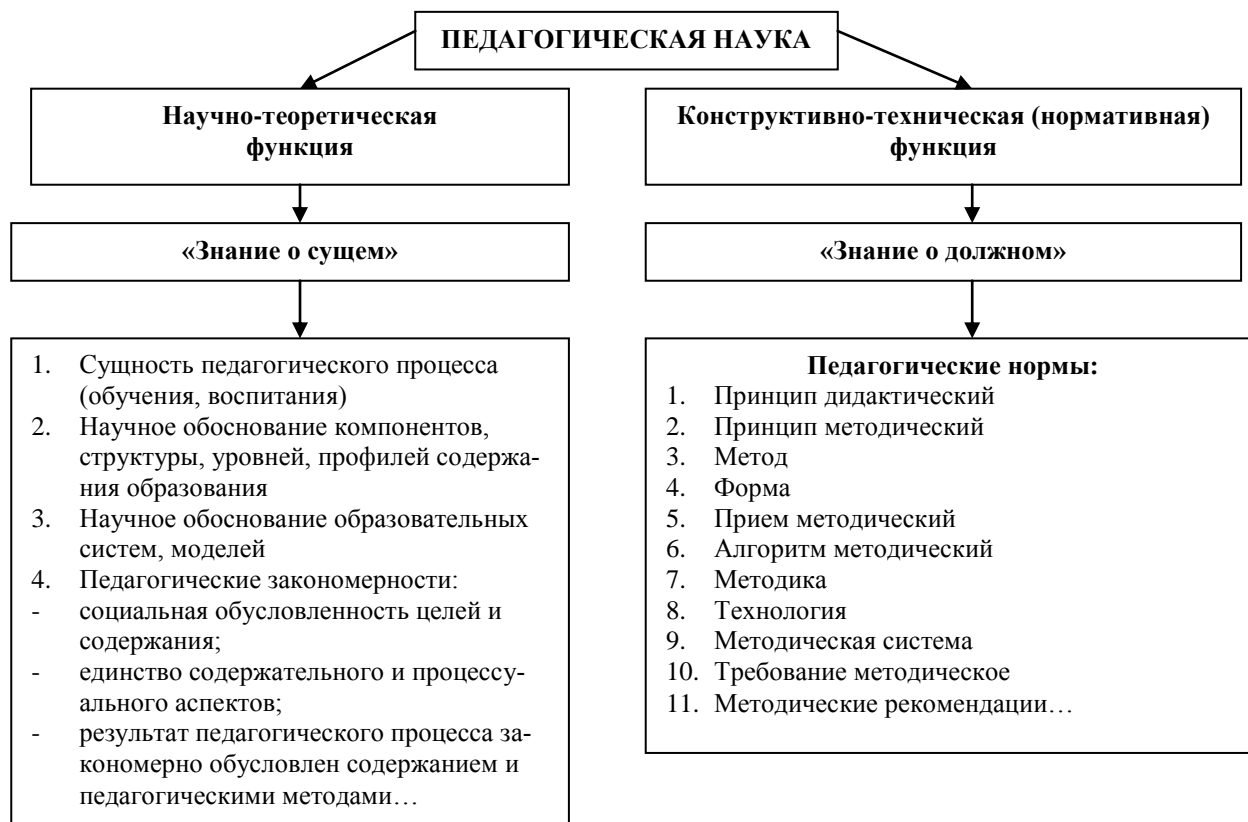 ПЕДАГОГИЧЕСКАЯ НАУКА
Научно-теоретическая
функция
«Знание о сущем»
1. Сущность педагогического процесса
(обучения, воспитания)
2. Научное обоснование компонентов,
структуры, уровней, профилей содержа-
ния образования
3. Научное обоснование образовательных
систем, моделей
4. Педагогические закономерности:
- социальная обусловленность целей и
содержания;
- единство содержательного и процессу-
ального аспектов;
- результат педагогического процесса за-
кономерно обусловлен содержанием и
педагогическими методами…
Конструктивно-техническая (нормативная)
функция
«Знание о должном»
Педагогические нормы:
1. Принцип дидактический
2. Принцип методический
3. Метод
4. Форма
5. Прием методический
6. Алгоритм методический
7. Методика
8. Технология
9. Методическая система
10. Требование методическое
11. Методические рекомендации…